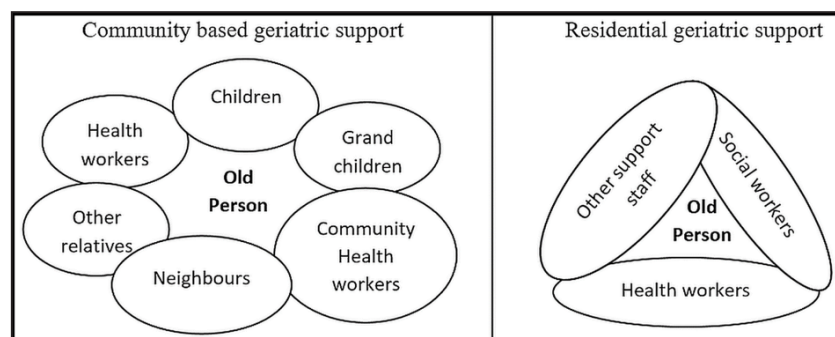 Community based geriatric support
Children
Health
workers
Grand
children
Old
Person
Other
relatives
Community
Health
workers
Neighbours
Residential geriatric support
Other support
staff
Social workers
Old
Person
Health workers